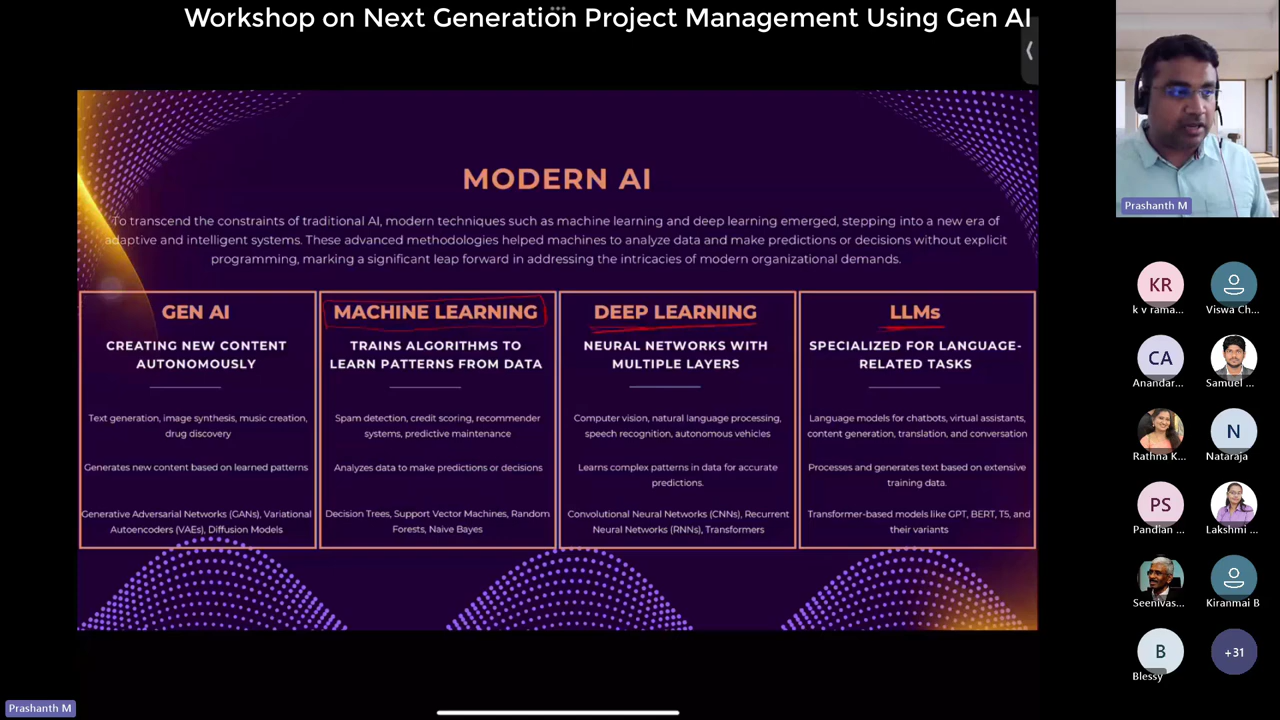 Workshop on Next Generation Project Management Using Gen AI
MODERN AI
To transcend the constraints of traditional AI, modern techniques such as machine learning and deep learning emerged, stepping into a new era of
adaptive and intelligent systems. These advanced methodologies helped machines to analyze data and make predictions or decisions without explicit
programming, marking a significant leap forward in addressing the intricacies of modern organizational demands.
GEN AI
CREATING NEW CONTENT
AUTONOMOUSLY
Text generation, image synthesis, music creation,
drug discovery
Generates new content based on learned patterns
Generative Adversarial Networks (GANs), Variational
Autoencoders (VAEs), Diffusion Models
MACHINE LEARNING
TRAINS ALGORITHMS TO
LEARN PATTERNS FROM DATA
Spam detection, credit scoring, recommender
systems, predictive maintenance
Analyzes data to make predictions or decisions
Decision Trees, Support Vector Machines, Random
Forests, Naive Bayes
DEEP LEARNING
NEURAL NETWORKS WITH
MULTIPLE LAYERS
Computer vision, natural language processing,
speech recognition, autonomous vehicles
Learns complex patterns in data for accurate
predictions.
Convolutional Neural Networks (CNNs), Recurrent
Neural Networks (RNNs), Transformers
LLMs
SPECIALIZED FOR LANGUAGE-
RELATED TASKS
Language models for chatbots, virtual assistants,
content generation, translation, and conversation
Processes and generates text based on extensive
training data.
Transformer-based models like GPT, BERT, T5, and
their variants
Prashanth M
KR
k v rama...
Viswa Ch...
CA
Anandar...
Samuel ...
Rathna K...
N
Nataraja
PS
Pandian ...
Lakshmi ...
Seenivas...
Kiranmai B
B
Blessy
+31
Prashanth M